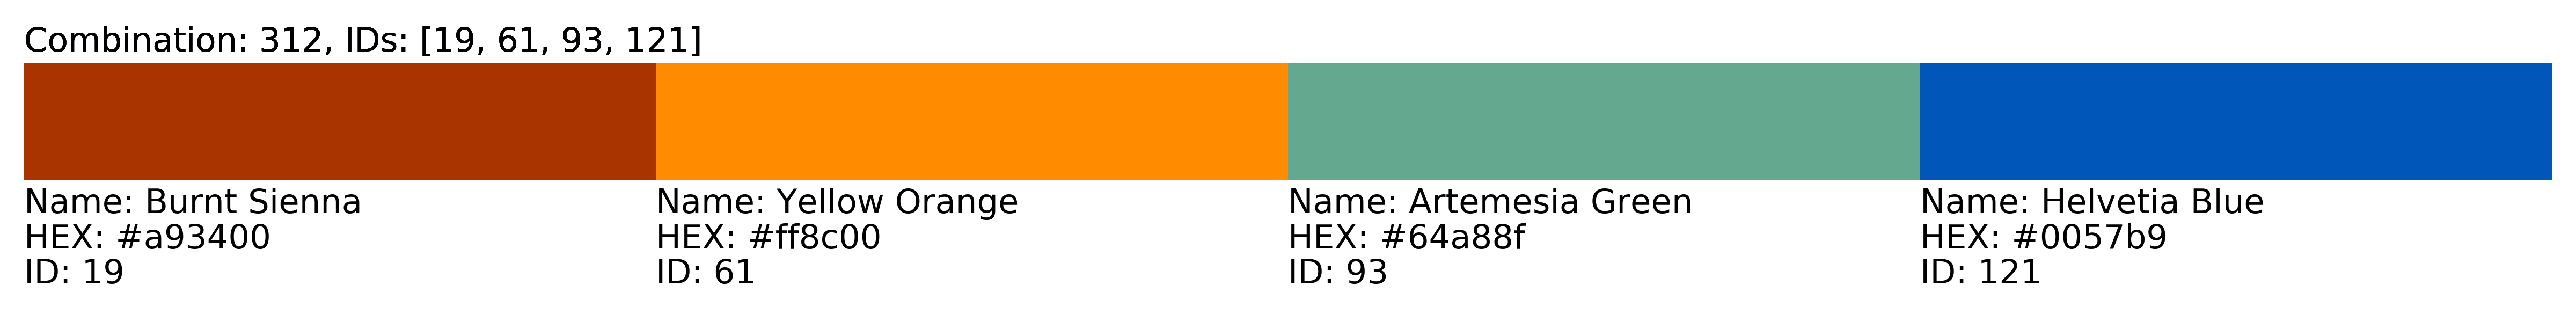 Combination: 312, IDs: [19, 61, 93, 121]
Name: Burnt Sienna
HEX: #a93400
ID: 19
Name: Yellow Orange
HEX: #ff8c00
ID: 61
Name: Artemesia Green
HEX: #64a88f
ID: 93
Name: Helvetia Blue
HEX: #0057b9
ID: 121